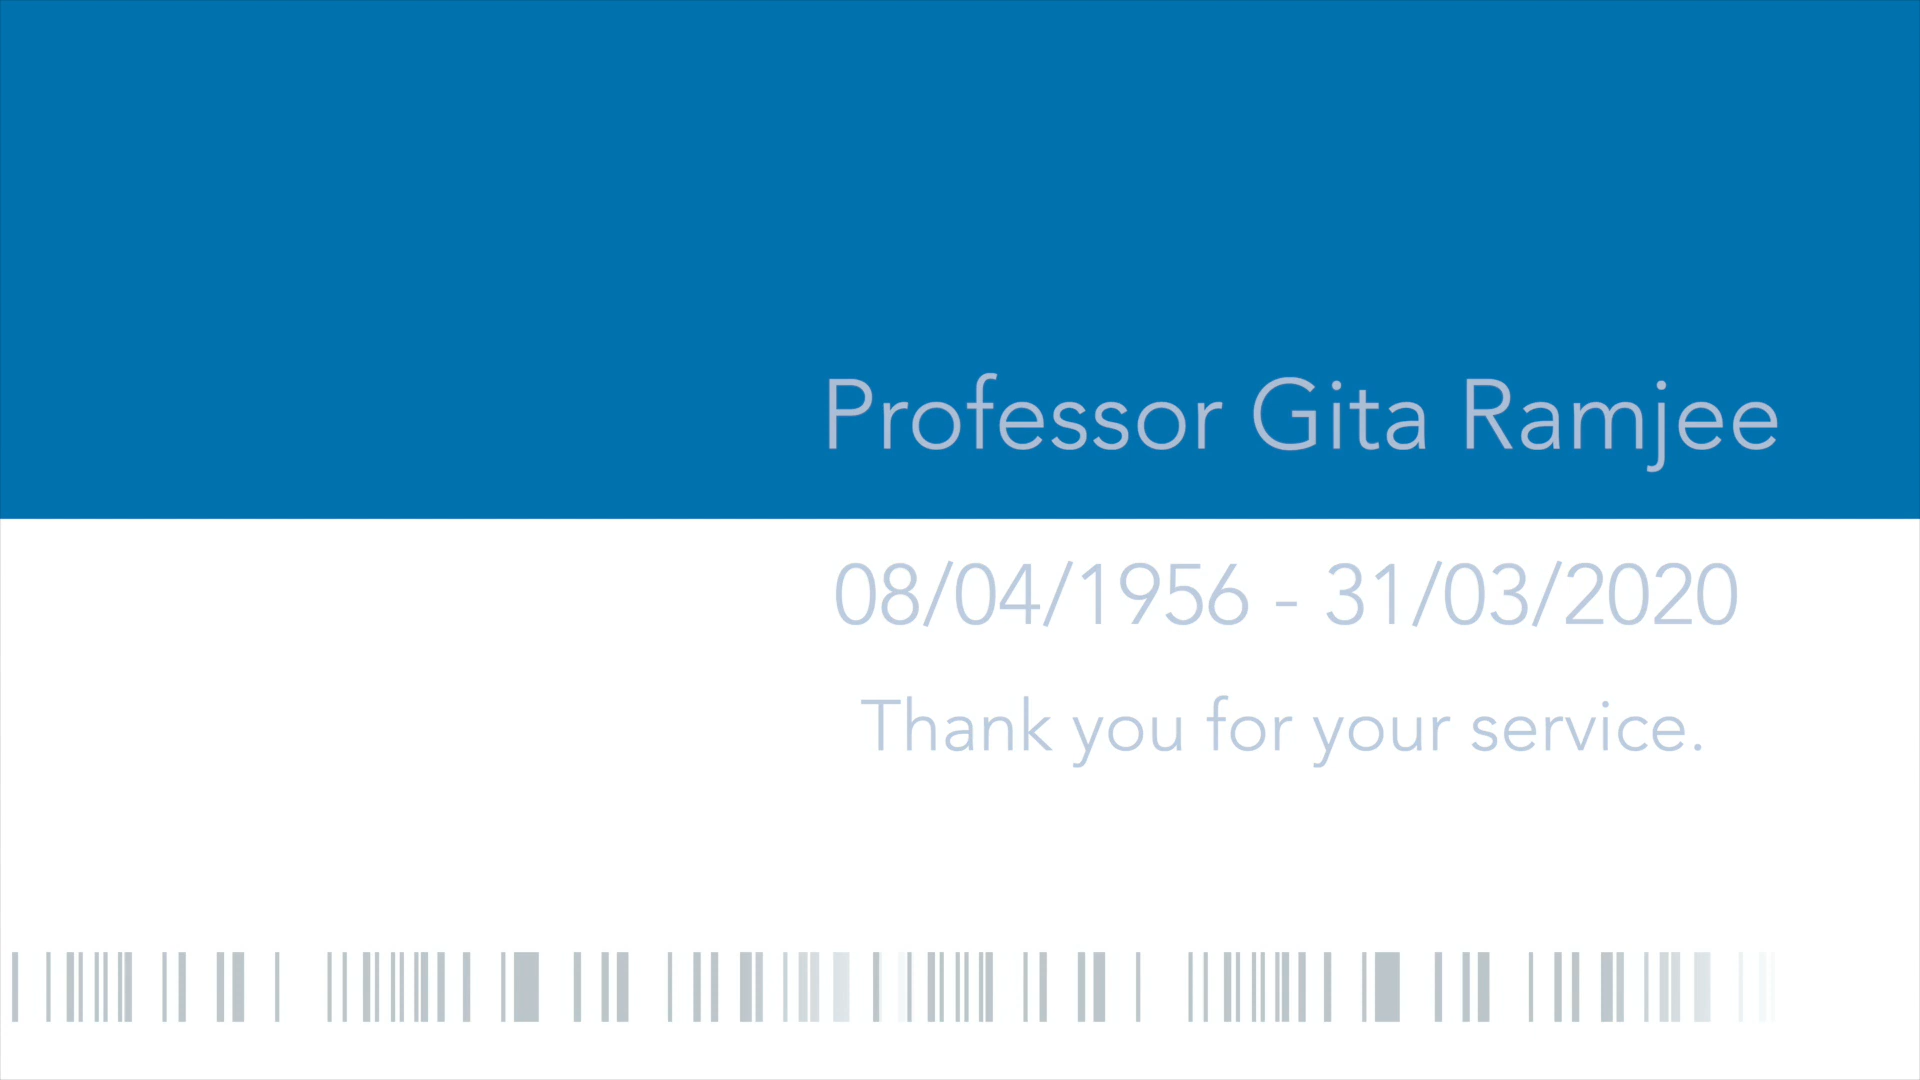 Professor Gita Ramjee
08/04/1956 - 31/03/2020
Thank you for your service.